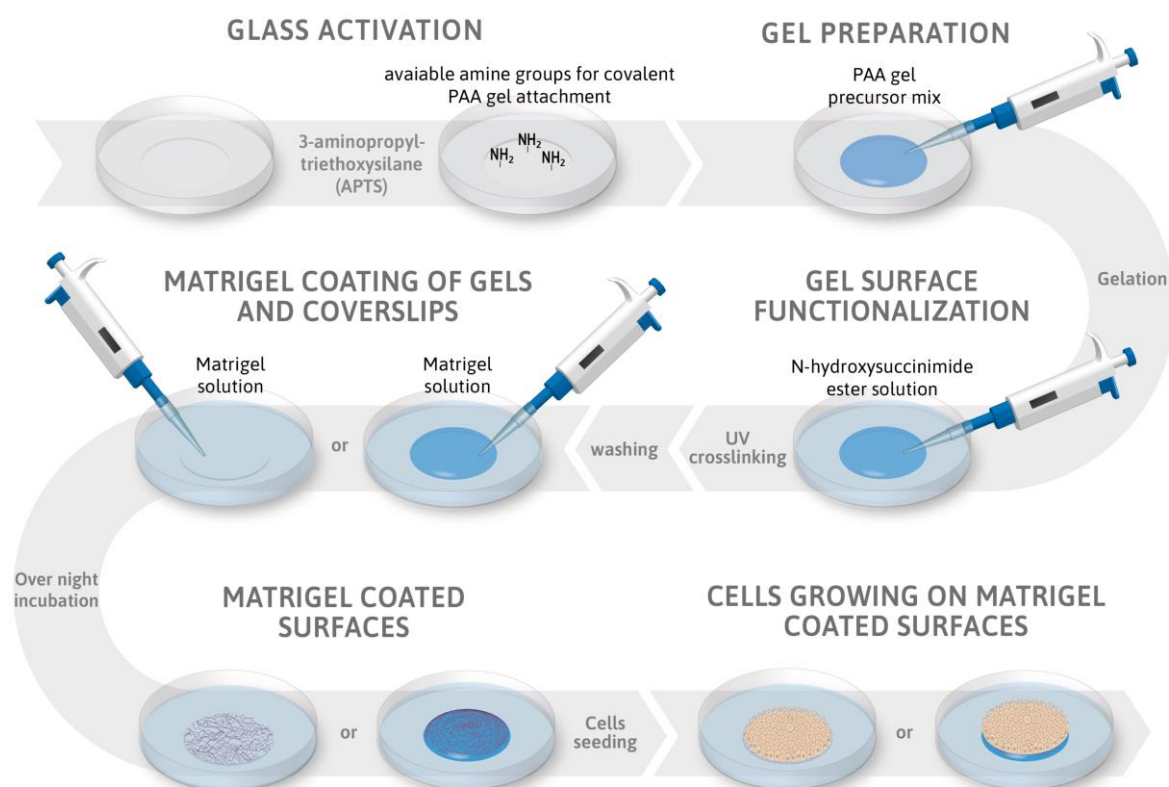 GLASS ACTIVATION
avaiable amine groups for covalent
PAA gel attachment
3-aminopropyl-
triethoxysilane
(APTS)
NH2
NH2
NH2
GEL PREPARATION
PAA gel
precursor mix
Gelation
GEL SURFACE
FUNCTIONALIZATION
N-hydroxysuccinimide
ester solution
UV
crosslinking
washing
MATRIGEL COATING OF GELS
AND COVERSLIPS
Matrigel
solution
or
Matrigel
solution
Over night
incubation
MATRIGEL COATED
SURFACES
or
Cells
seeding
CELLS GROWING ON MATRIGEL
COATED SURFACES
or